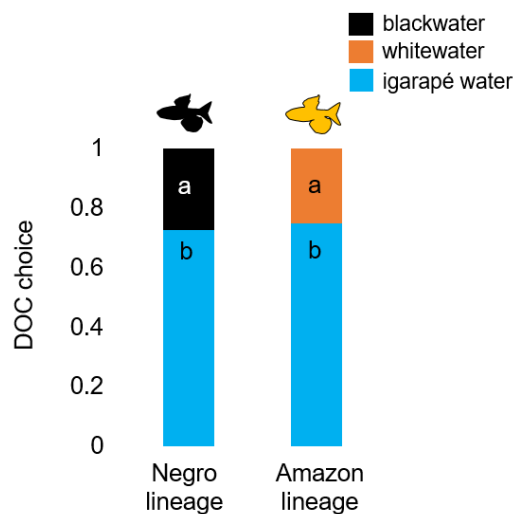 blackwater
whitewater
igarapé water
1
0.8
0.6
0.4
0.2
0
DOC choice
a
a
b
b
Negro
lineage
Amazon
lineage